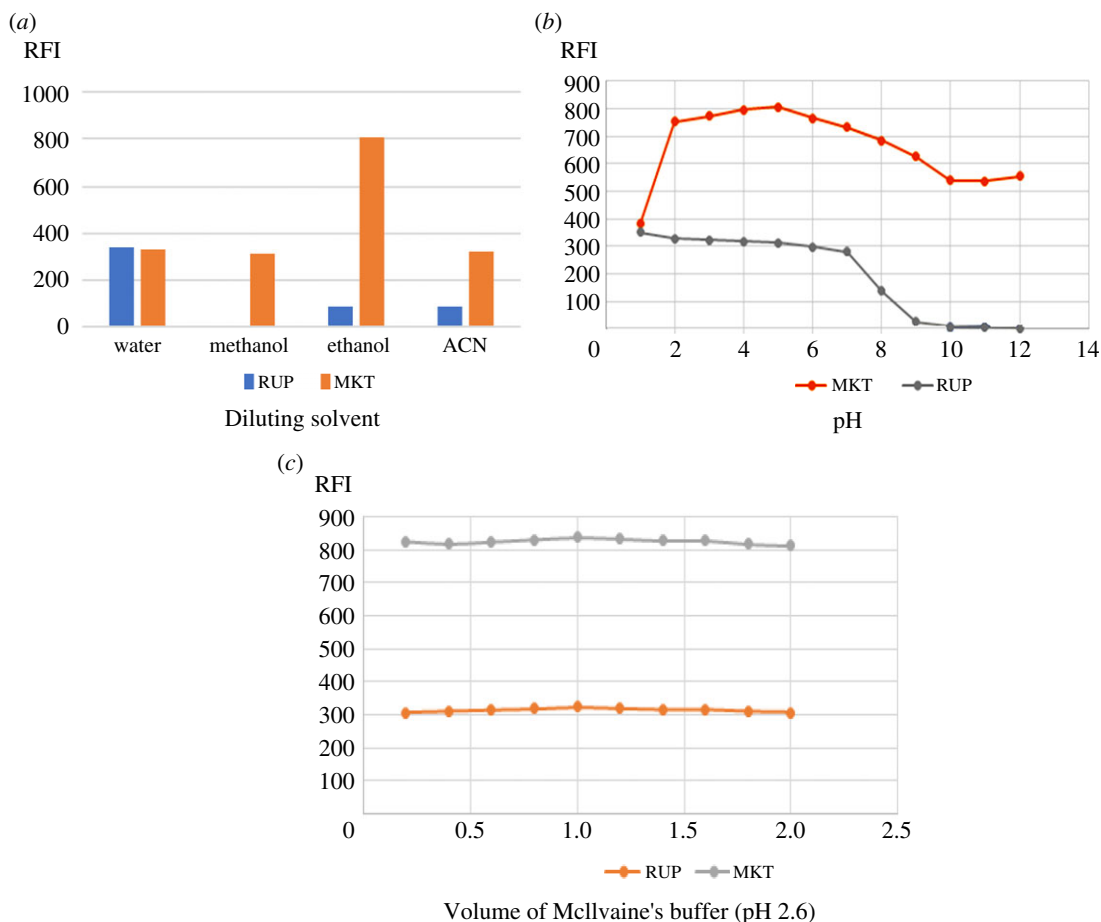 (a)
RFI
1000
800
600
400
200
0
water methanol ethanol ACN
RUP MKT
Diluting solvent
(b)
RFI
900
800
700
600
500
400
300
200
100
0 2 4 6 8 10 12 14
MKT RUP
pH
(c)
RFI
900
800
700
600
500
400
300
200
100
0 0.5 1.0 1.5 2.0 2.5
RUP MKT
Volume of Mcllvaine's buffer (pH 2.6)